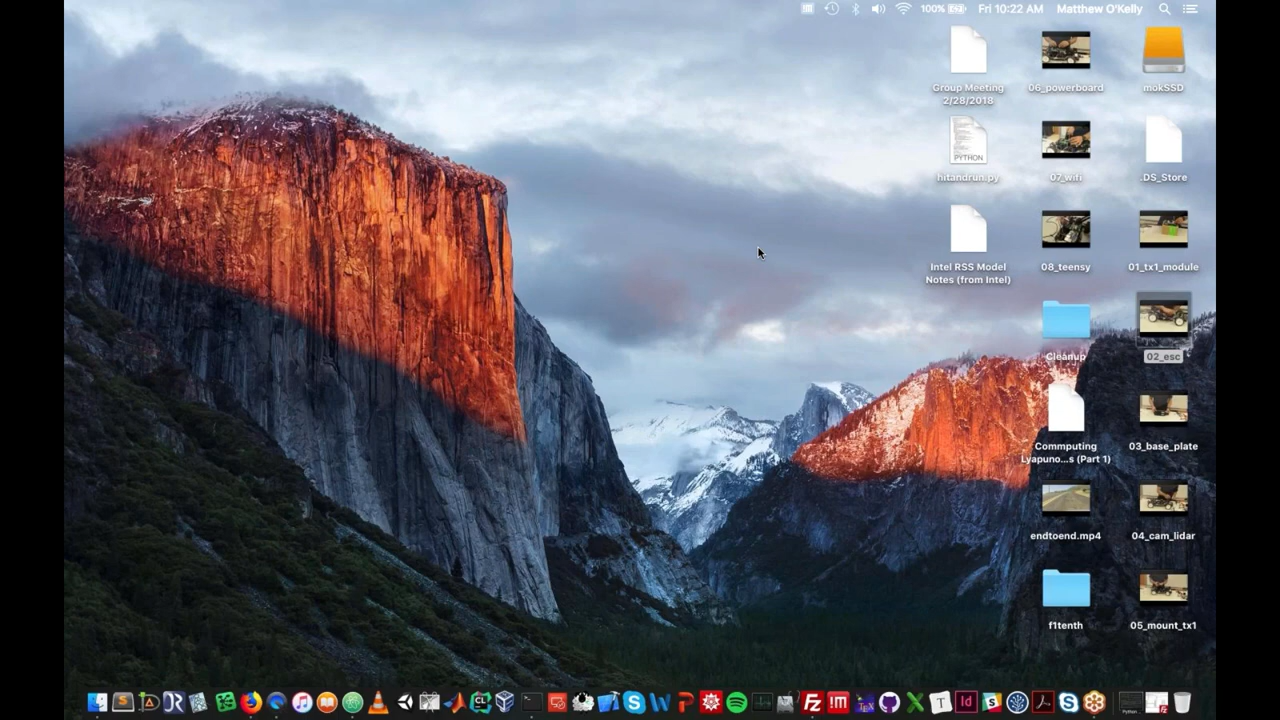 100% Fri 10:22 AM Matthew O'Kelly
Group Meeting
2/28/2018
06_powerboard
mokSSD
PYTHON
hitandrun.py
07_wifi
.DS_Store
Intel RSS Model
Notes (from Intel)
08_teensy
01_tx1_module
Cleanup
02_esc
Commputing
Lyapuno...s (Part 1)
03_base_plate
endtoend.mp4
04_cam_lidar
f1tenth
05_mount_tx1